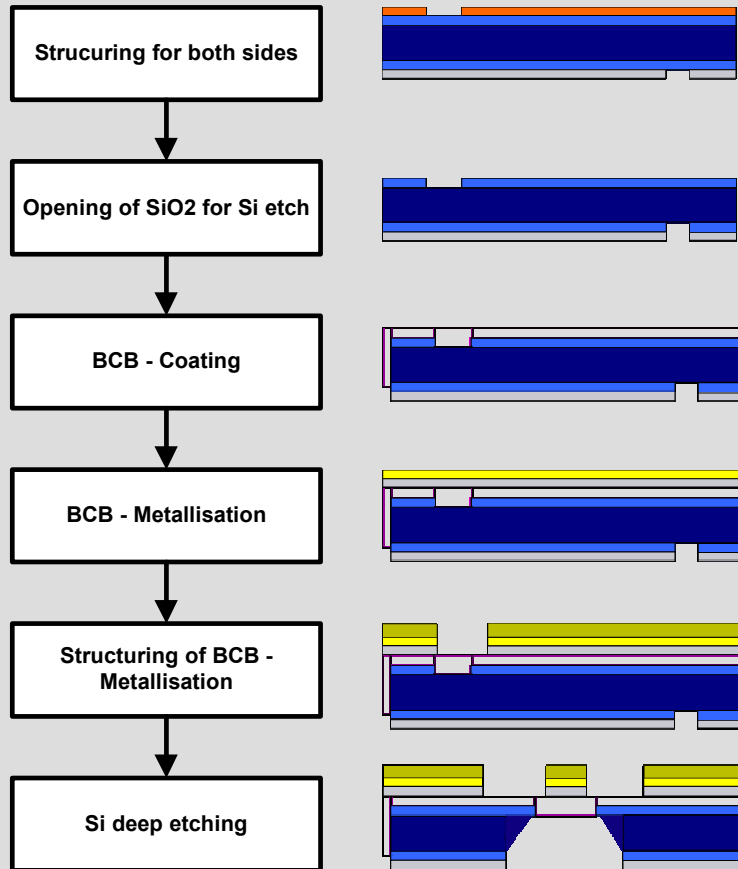 Strucuring for both sides
Opening of SiO2 for Si etch
BCB - Coating
BCB - Metallisation
Structuring of BCB -
Metallisation
Si deep etching